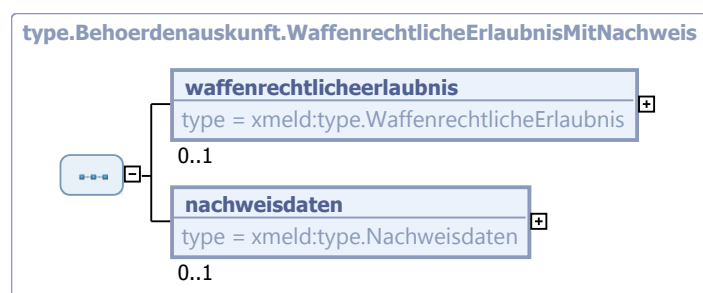 type.Behoerdenauskunft.WaffenrechtlicheErlaubnisMitNachweis
waffenrechtlicheerlaubnis
type = xmeld:type.WaffenrechtlicheErlaubnis
0..1
nachweisdaten
type = xmeld:type.Nachweisdaten
0..1